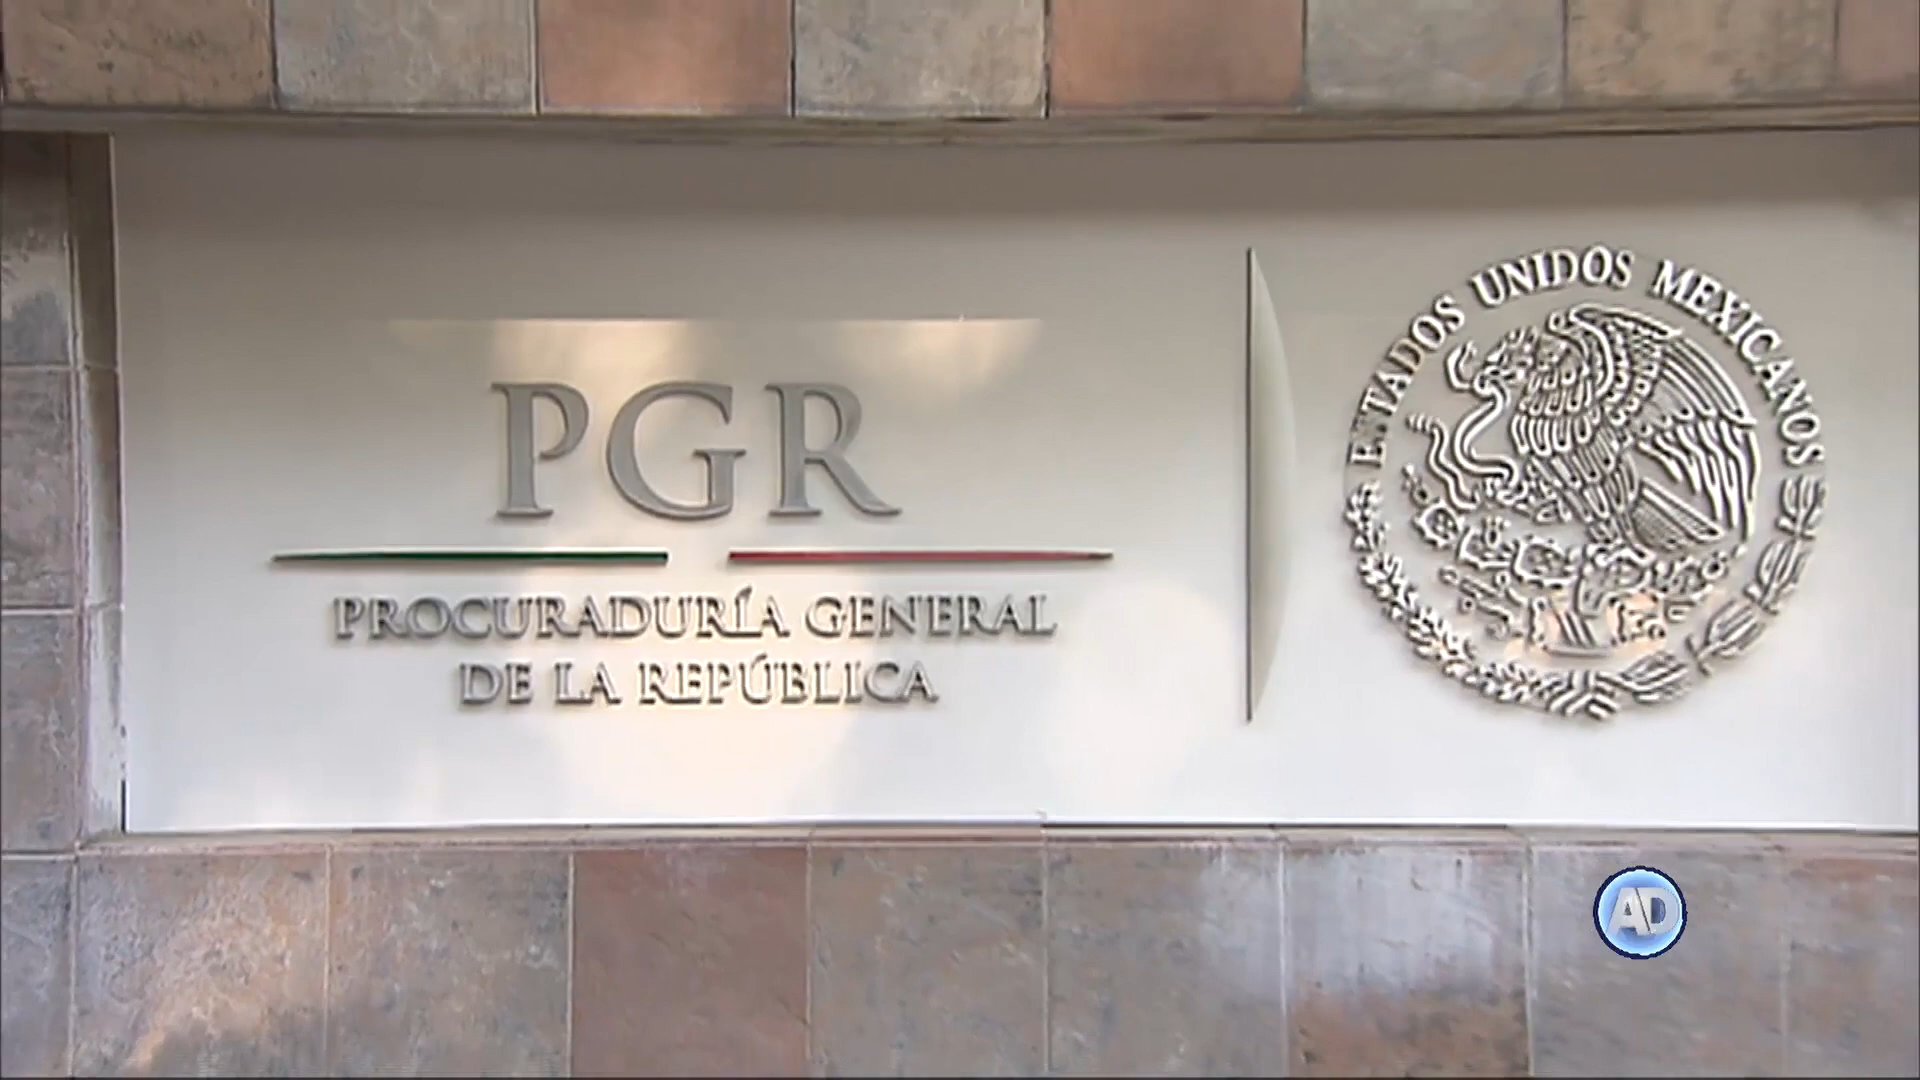 PGR
PROCURADURÍA GENERAL
DE LA REPÚBLICA
ESTADOS UNIDOS MEXICANOS
AD